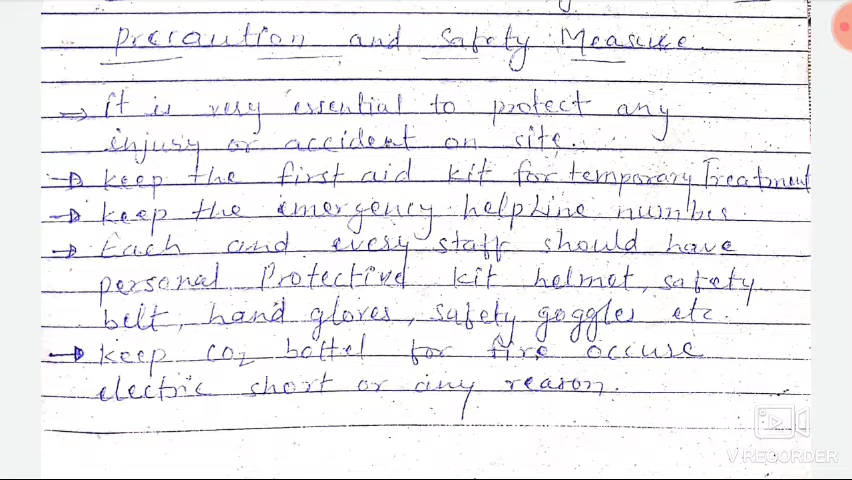 Precaution and Safety Measure.
→ It is very essential to protect any
injury or accident on site.
→ keep the first aid kit for temporary Treatment
→ keep the emergency helpline number.
→ Each and every staff should have
personal Protective kit helmet, safety
belt, hand gloves, safety goggles etc.
→ keep CO2 bottel for fire occure
electric short or any reason.
V RECORDER